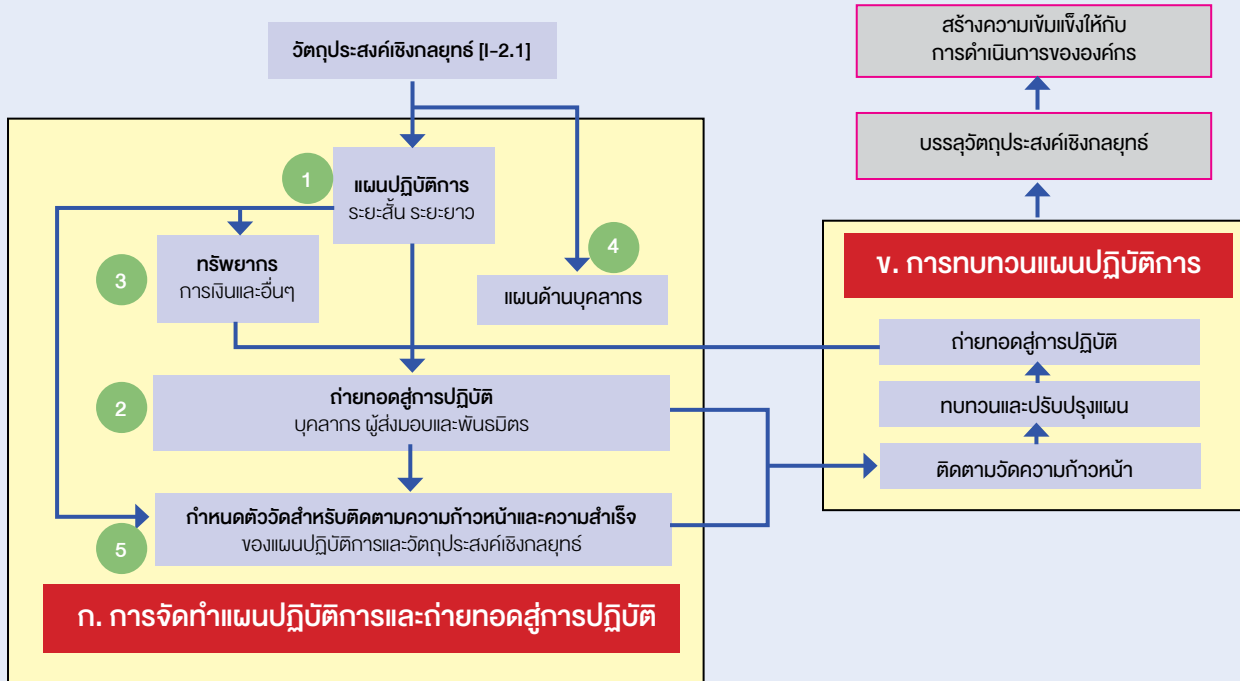 วัตถุประสงค์เชิงกลยุทธ์ [I-2.1]
1
แผนปฏิบัติการ
ระยะสั้น ระยะยาว
3
ทรัพยากร
การเงินและอื่นๆ
4
แผนด้านบุคลากร
2
ถ่ายทอดสู่การปฏิบัติ
บุคลากร ผู้ส่งมอบและพันธมิตร
5
กำหนดตัววัดสำหรับติดตามความก้าวหน้าและความสำเร็จ
ของแผนปฏิบัติการและวัตถุประสงค์เชิงกลยุทธ์
ก. การจัดทำแผนปฏิบัติการและถ่ายทอดสู่การปฏิบัติ
สร้างความเข้มแข็งให้กับ
การดำเนินการขององค์กร
บรรลุวัตถุประสงค์เชิงกลยุทธ์
ข. การทบทวนแผนปฏิบัติการ
ถ่ายทอดสู่การปฏิบัติ
ทบทวนและปรับปรุงแผน
ติดตามวัดความก้าวหน้า